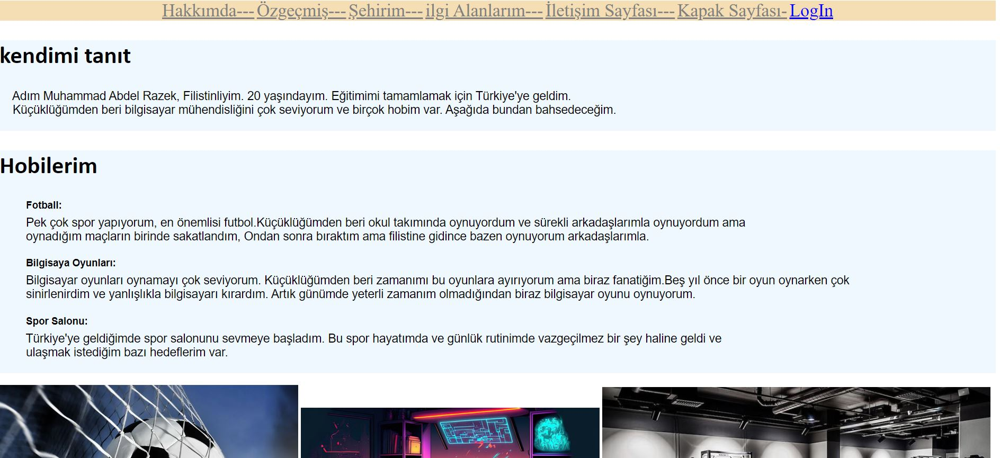 Hakkımda--- Özgeçmiş--- Şehirim--- ilgi Alanlarım--- İletişim Sayfası--- Kapak Sayfası- LogIn
kendimi tanıt
Adım Muhammad Abdel Razek, Filistinliyim. 20 yaşındayım. Eğitimimi tamamlamak için Türkiye'ye geldim.
Küçüklüğümden beri bilgisayar mühendisliğini çok seviyorum ve birçok hobim var. Aşağıda bundan bahsedeceğim.
Hobilerim
Fotball:
Pek çok spor yapıyorum, en önemlisi futbol.Küçüklüğümden beri okul takımında oynuyordum ve sürekli arkadaşlarımla oynuyordum ama
oynadığım maçların birinde sakatlandım, Ondan sonra bıraktım ama filistine gidince bazen oynuyorum arkadaşlarımla.
Bilgisaya Oyunları:
Bilgisayar oyunları oynamayı çok seviyorum. Küçüklüğümden beri zamanımı bu oyunlara ayırıyorum ama biraz fanatiğim.Beş yıl önce bir oyun oynarken çok
sinirlenirdim ve yanlışlıkla bilgisayarı kırardım. Artık günümde yeterli zamanım olmadığından biraz bilgisayar oyunu oynuyorum.
Spor Salonu:
Türkiye'ye geldiğimde spor salonunu sevmeye başladım. Bu spor hayatımda ve günlük rutinimde vazgeçilmez bir şey haline geldi ve
ulaşmak istediğim bazı hedeflerim var.